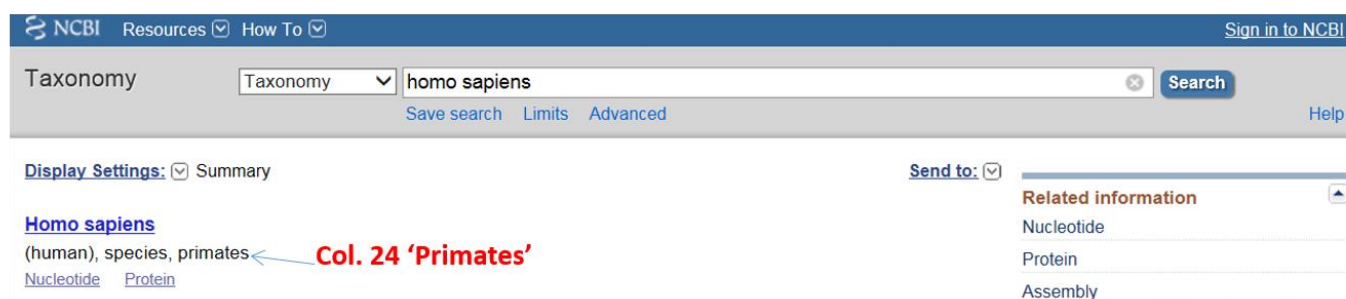 NCBI Resources How To Sign in to NCBI
Taxonomy Taxonomy homo sapiens Search
Save search Limits Advanced Help
Display Settings: Summary Send to:
Related information
Homo sapiens
Nucleotide
(human), species, primates Col. 24 ‘Primates’
Protein
Nucleotide Protein
Assembly